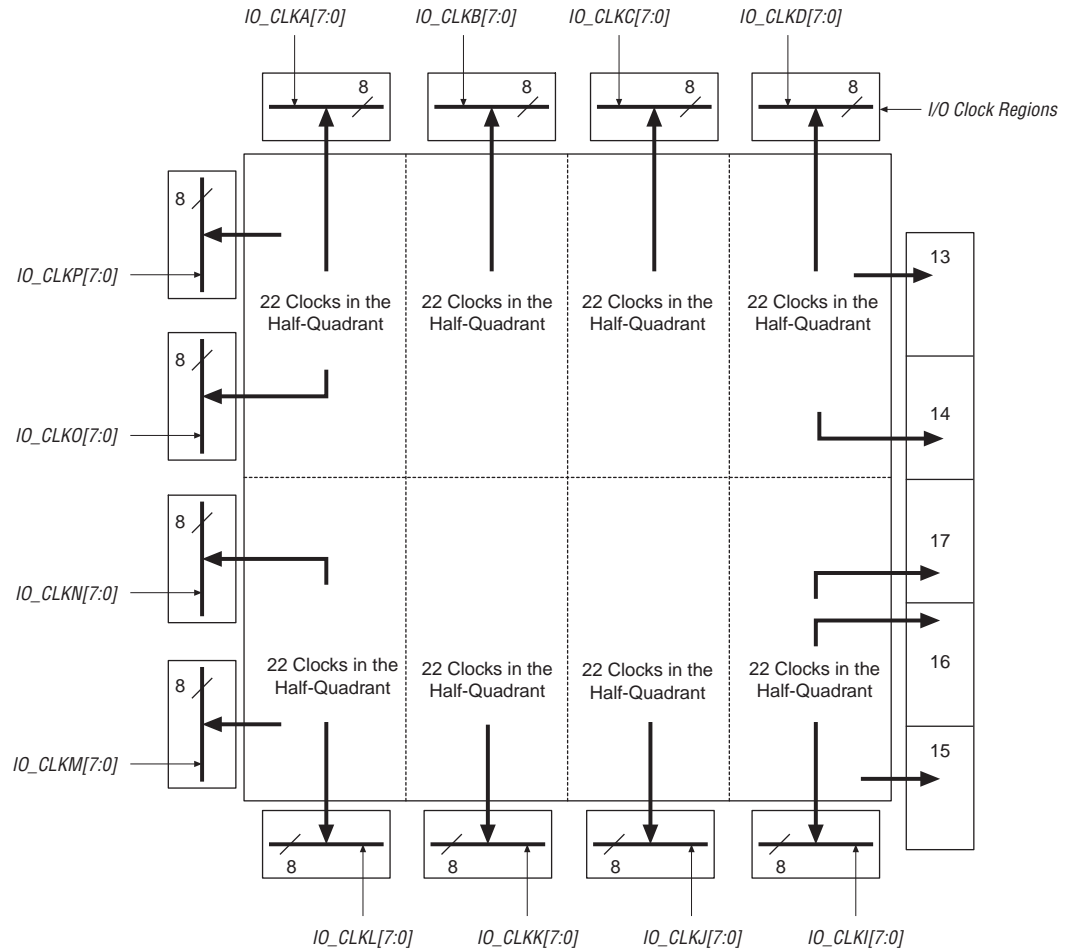 IO_CLKA[7:0] IO_CLKB[7:0] IO_CLKC[7:0] IO_CLKD[7:0]
8 8 8 8
I/O Clock Regions
8
IO_CLKP[7:0]
13
22 Clocks in the Half-Quadrant
22 Clocks in the Half-Quadrant
22 Clocks in the Half-Quadrant
22 Clocks in the Half-Quadrant
8
IO_CLKO[7:0]
14
8
IO_CLKN[7:0]
17
22 Clocks in the Half-Quadrant
22 Clocks in the Half-Quadrant
22 Clocks in the Half-Quadrant
22 Clocks in the Half-Quadrant
16
8
IO_CLKM[7:0]
15
8 8 8 8
IO_CLKL[7:0] IO_CLKK[7:0] IO_CLKJ[7:0] IO_CLKI[7:0]